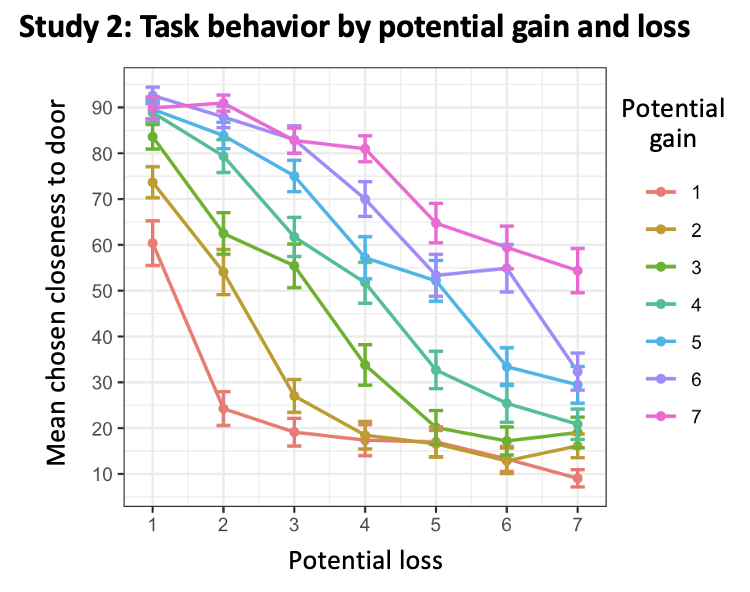 Study 2: Task behavior by potential gain and loss
Mean chosen closeness to door
90
80
70
60
50
40
30
20
10
1 2 3 4 5 6 7
Potential loss
Potential
gain
1
2
3
4
5
6
7